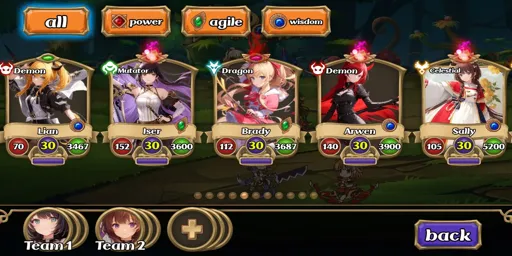 all power agile wisdom
Demon Mutator Dragon Demon Celestial
Lian Iser Brady Arwen Sally
70 30 3467 152 30 3600 112 30 3687 140 30 3900 105 30 5200
Team 1 Team 2 back